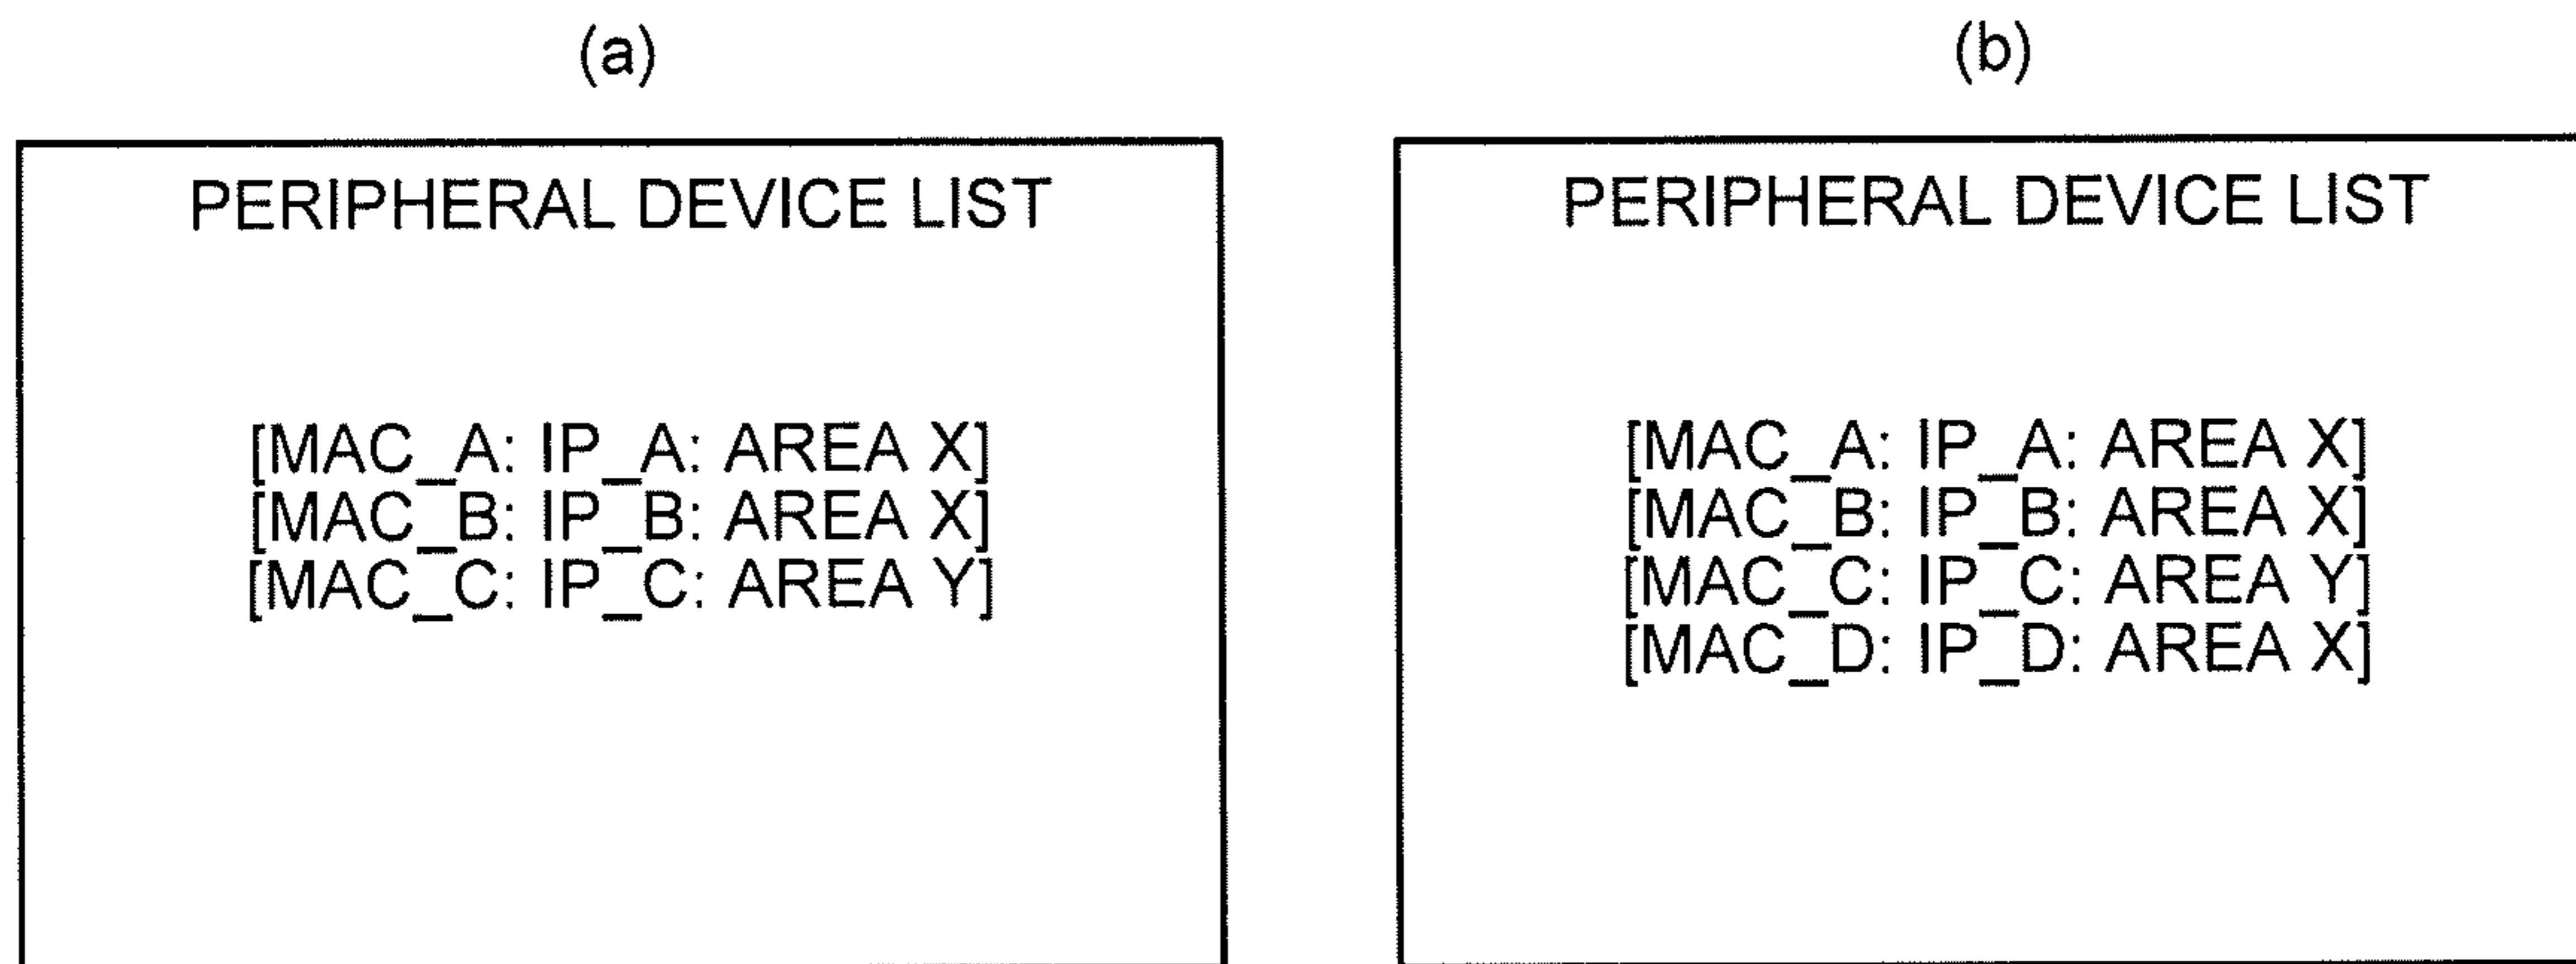 (a)
PERIPHERAL DEVICE LIST
[MAC_A: IP_A: AREA X]
[MAC_B: IP_B: AREA X]
[MAC_C: IP_C: AREA Y]
(b)
PERIPHERAL DEVICE LIST
[MAC_A: IP_A: AREA X]
[MAC_B: IP_B: AREA X]
[MAC_C: IP_C: AREA Y]
[MAC_D: IP_D: AREA X]